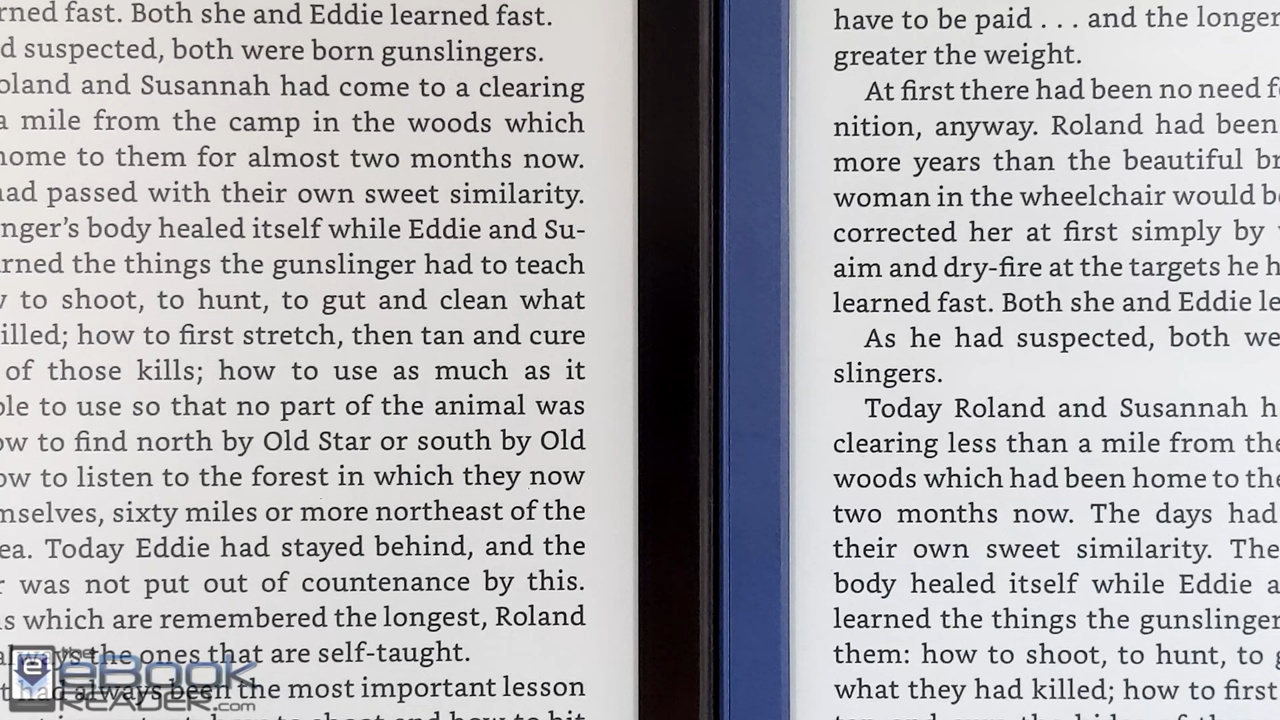 rned fast. Both she and Eddie learned fast.
d suspected, both were born gunslingers.
oland and Susannah had come to a clearing
a mile from the camp in the woods which
home to them for almost two months now.
had passed with their own sweet similarity.
nger's body healed itself while Eddie and Su-
rned the things the gunslinger had to teach
to shoot, to hunt, to gut and clean what
illed; how to first stretch, then tan and cure
of those kills; how to use as much as it
ble to use so that no part of the animal was
ow to find north by Old Star or south by Old
ow to listen to the forest in which they now
mselves, sixty miles or more northeast of the
ea. Today Eddie had stayed behind, and the
r was not put out of countenance by this.
s which are remembered the longest, Roland
always the ones that are self-taught.
t had always been the most important lesson
have to be paid . . . and the longer
greater the weight.
At first there had been no need f
nition, anyway. Roland had been
more years than the beautiful br
woman in the wheelchair would b
corrected her at first simply by
aim and dry-fire at the targets he h
learned fast. Both she and Eddie le
As he had suspected, both we
slingers.
Today Roland and Susannah h
clearing less than a mile from the
woods which had been home to the
two months now. The days had
their own sweet similarity. The
body healed itself while Eddie a
learned the things the gunslinger
them: how to shoot, to hunt, to g
what they had killed; how to first
the
eBook
READER.com